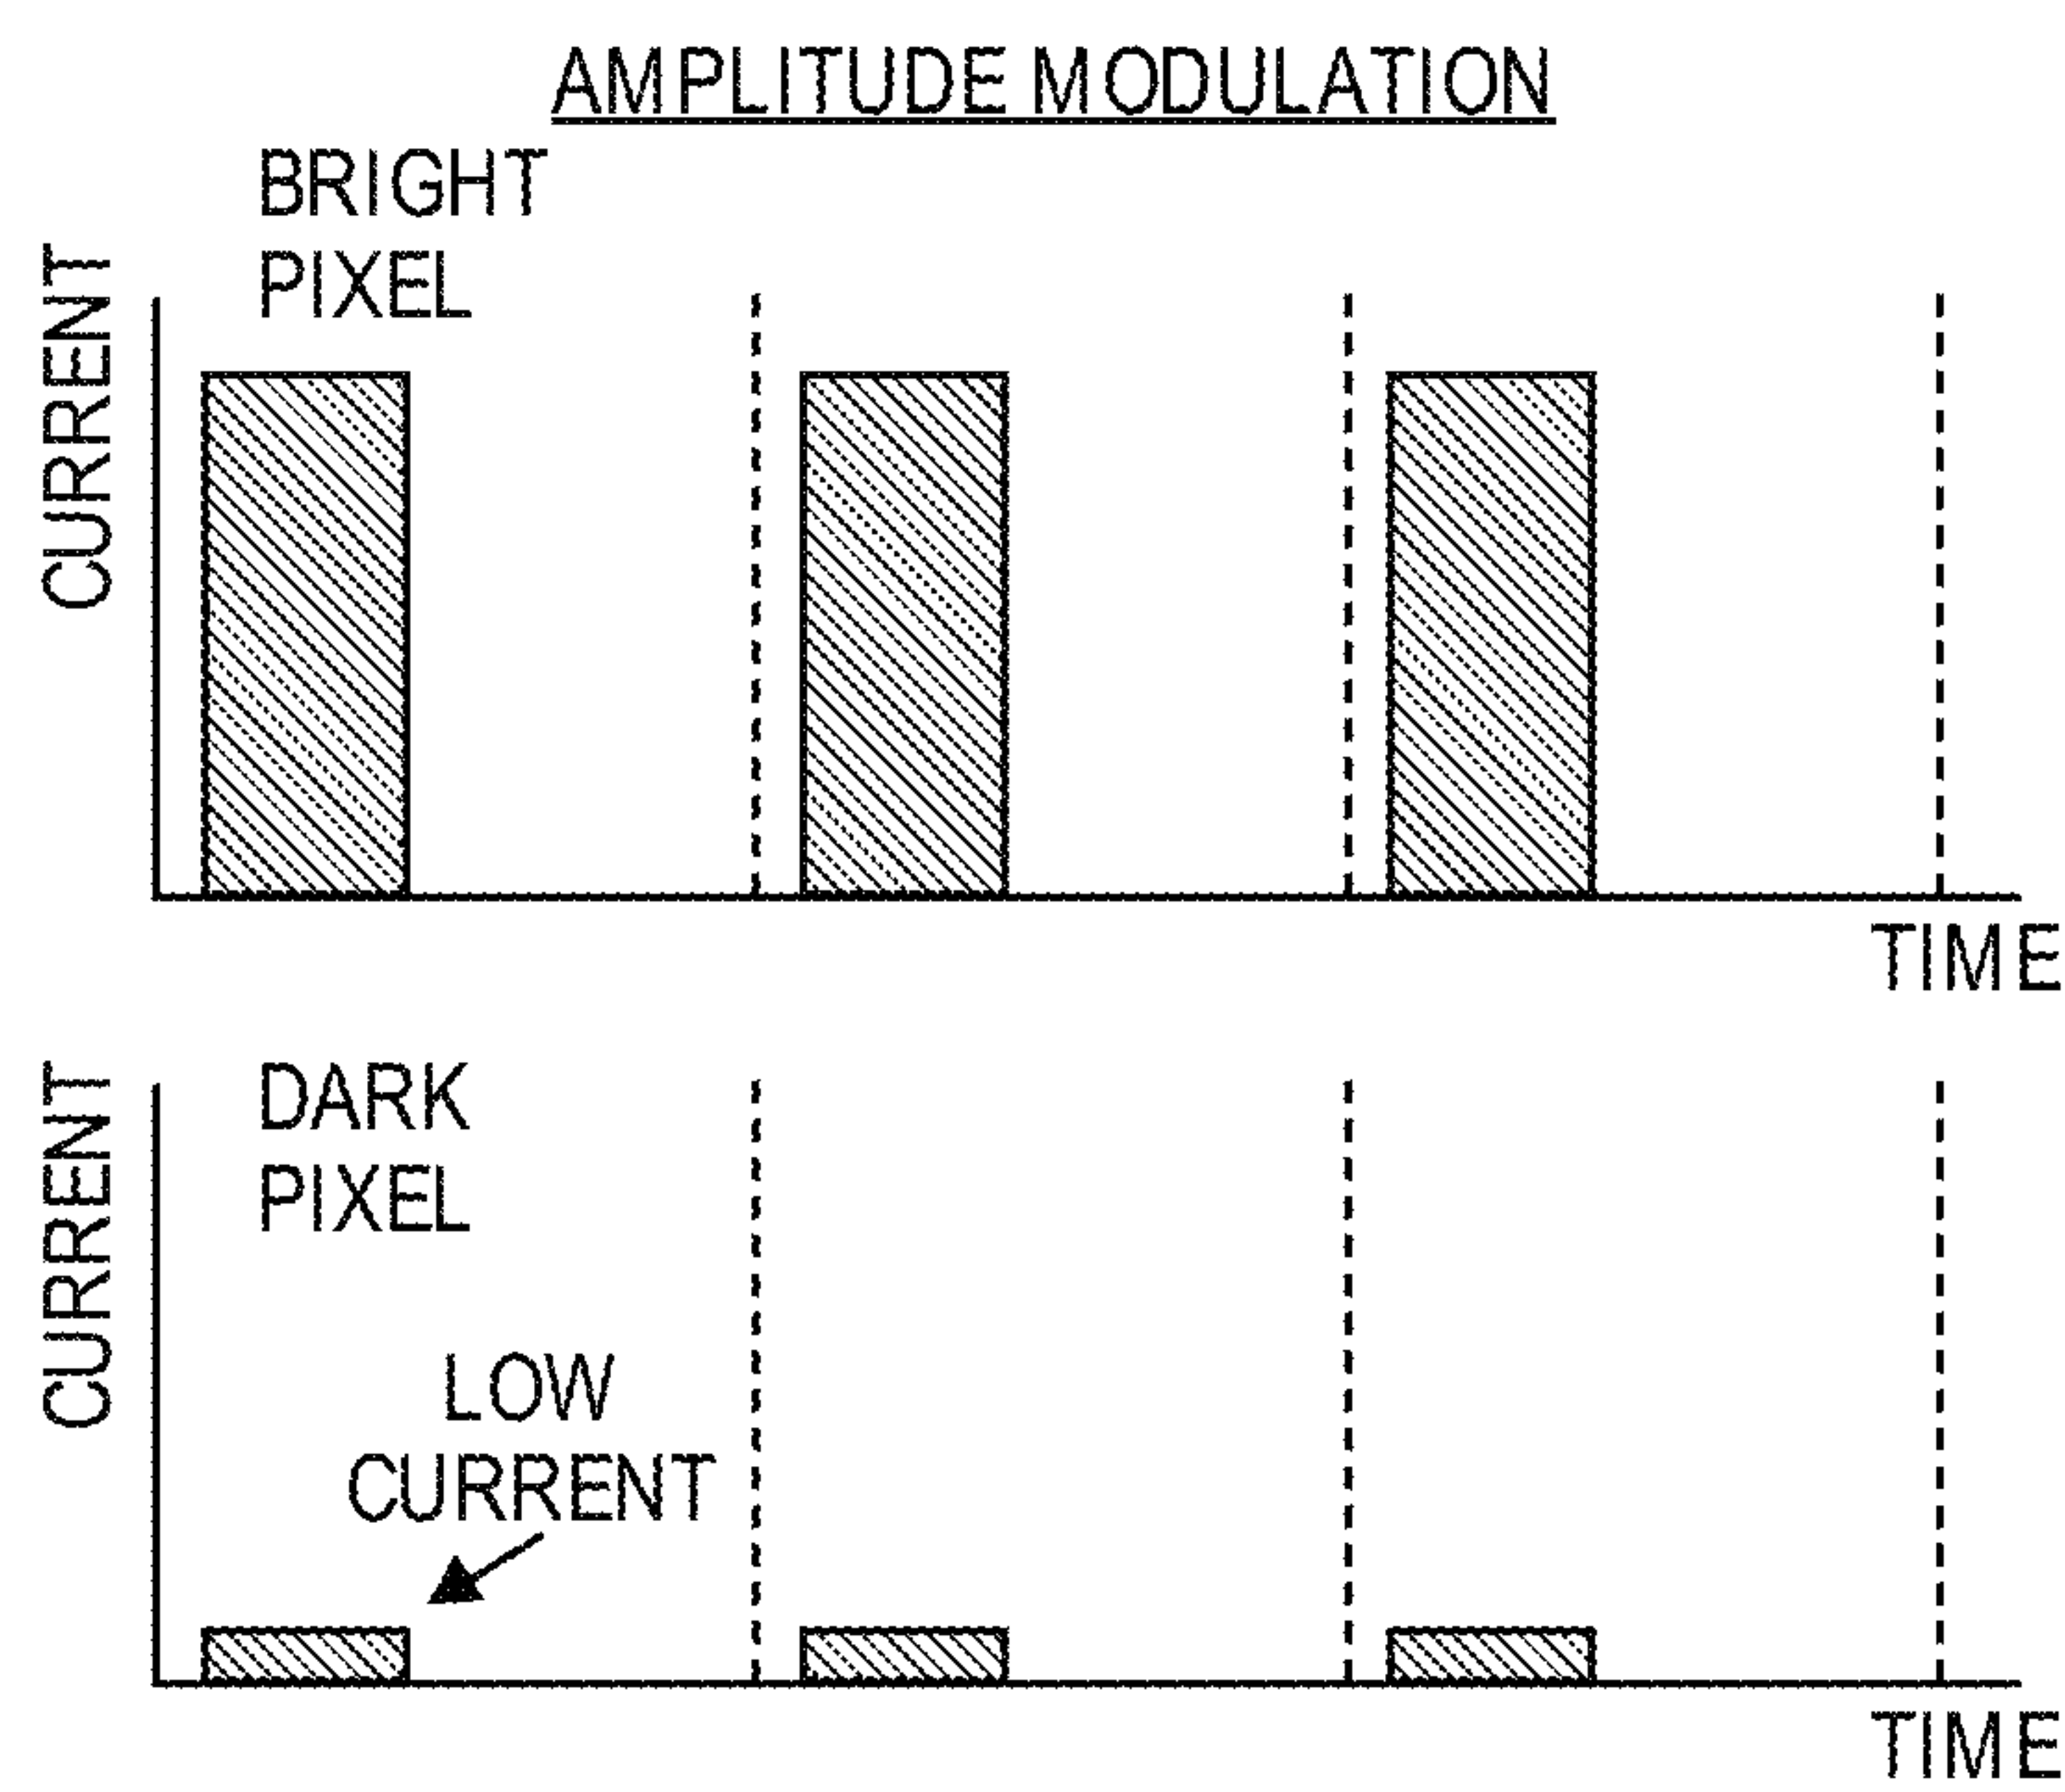 AMPLITUDE MODULATION
BRIGHT
PIXEL
CURRENT
TIME
DARK
PIXEL
CURRENT
LOW
CURRENT
TIME